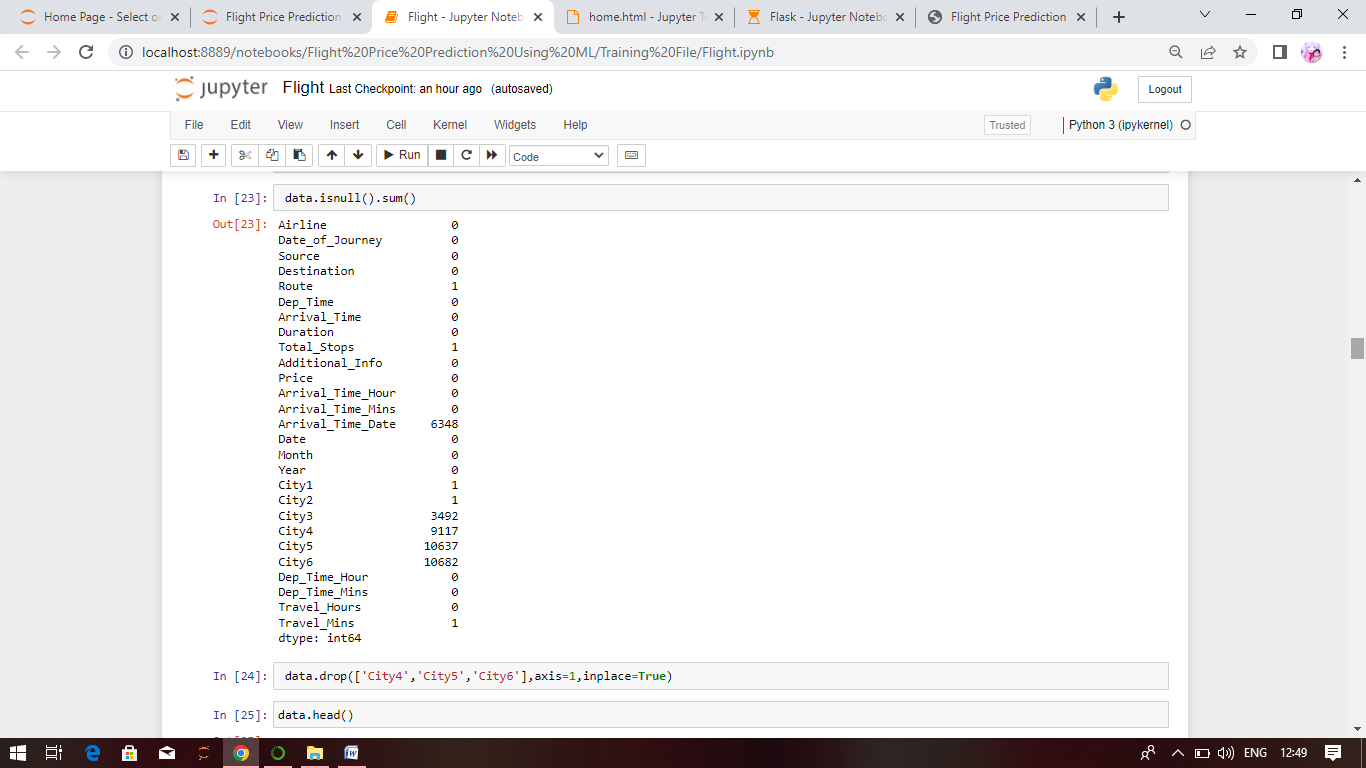 Home Page - Select or
Flight Price Prediction
Flight - Jupyter Noteb
home.html - Jupyter T
Flask - Jupyter Notebo
Flight Price Prediction
localhost:8889/notebooks/Flight%20Price%20Prediction%20Using%20ML/Training%20File/Flight.ipynb
jupyter Flight Last Checkpoint: an hour ago (autosaved)
Logout
File Edit View Insert Cell Kernel Widgets Help
Trusted
Python 3 (ipykernel)
Run
Code
In [23]: data.isnull().sum()
Out[23]: Airline 0
Date_of_Journey 0
Source 0
Destination 0
Route 1
Dep_Time 0
Arrival_Time 0
Duration 0
Total_Stops 1
Additional_Info 0
Price 0
Arrival_Time_Hour 0
Arrival_Time_Mins 0
Arrival_Time_Date 6348
Date 0
Month 0
Year 0
City1 1
City2 1
City3 3492
City4 9117
City5 10637
City6 10682
Dep_Time_Hour 0
Dep_Time_Mins 0
Travel_Hours 0
Travel_Mins 1
dtype: int64
In [24]: data.drop(['City4','City5','City6'],axis=1,inplace=True)
In [25]: data.head()
ENG 12:49